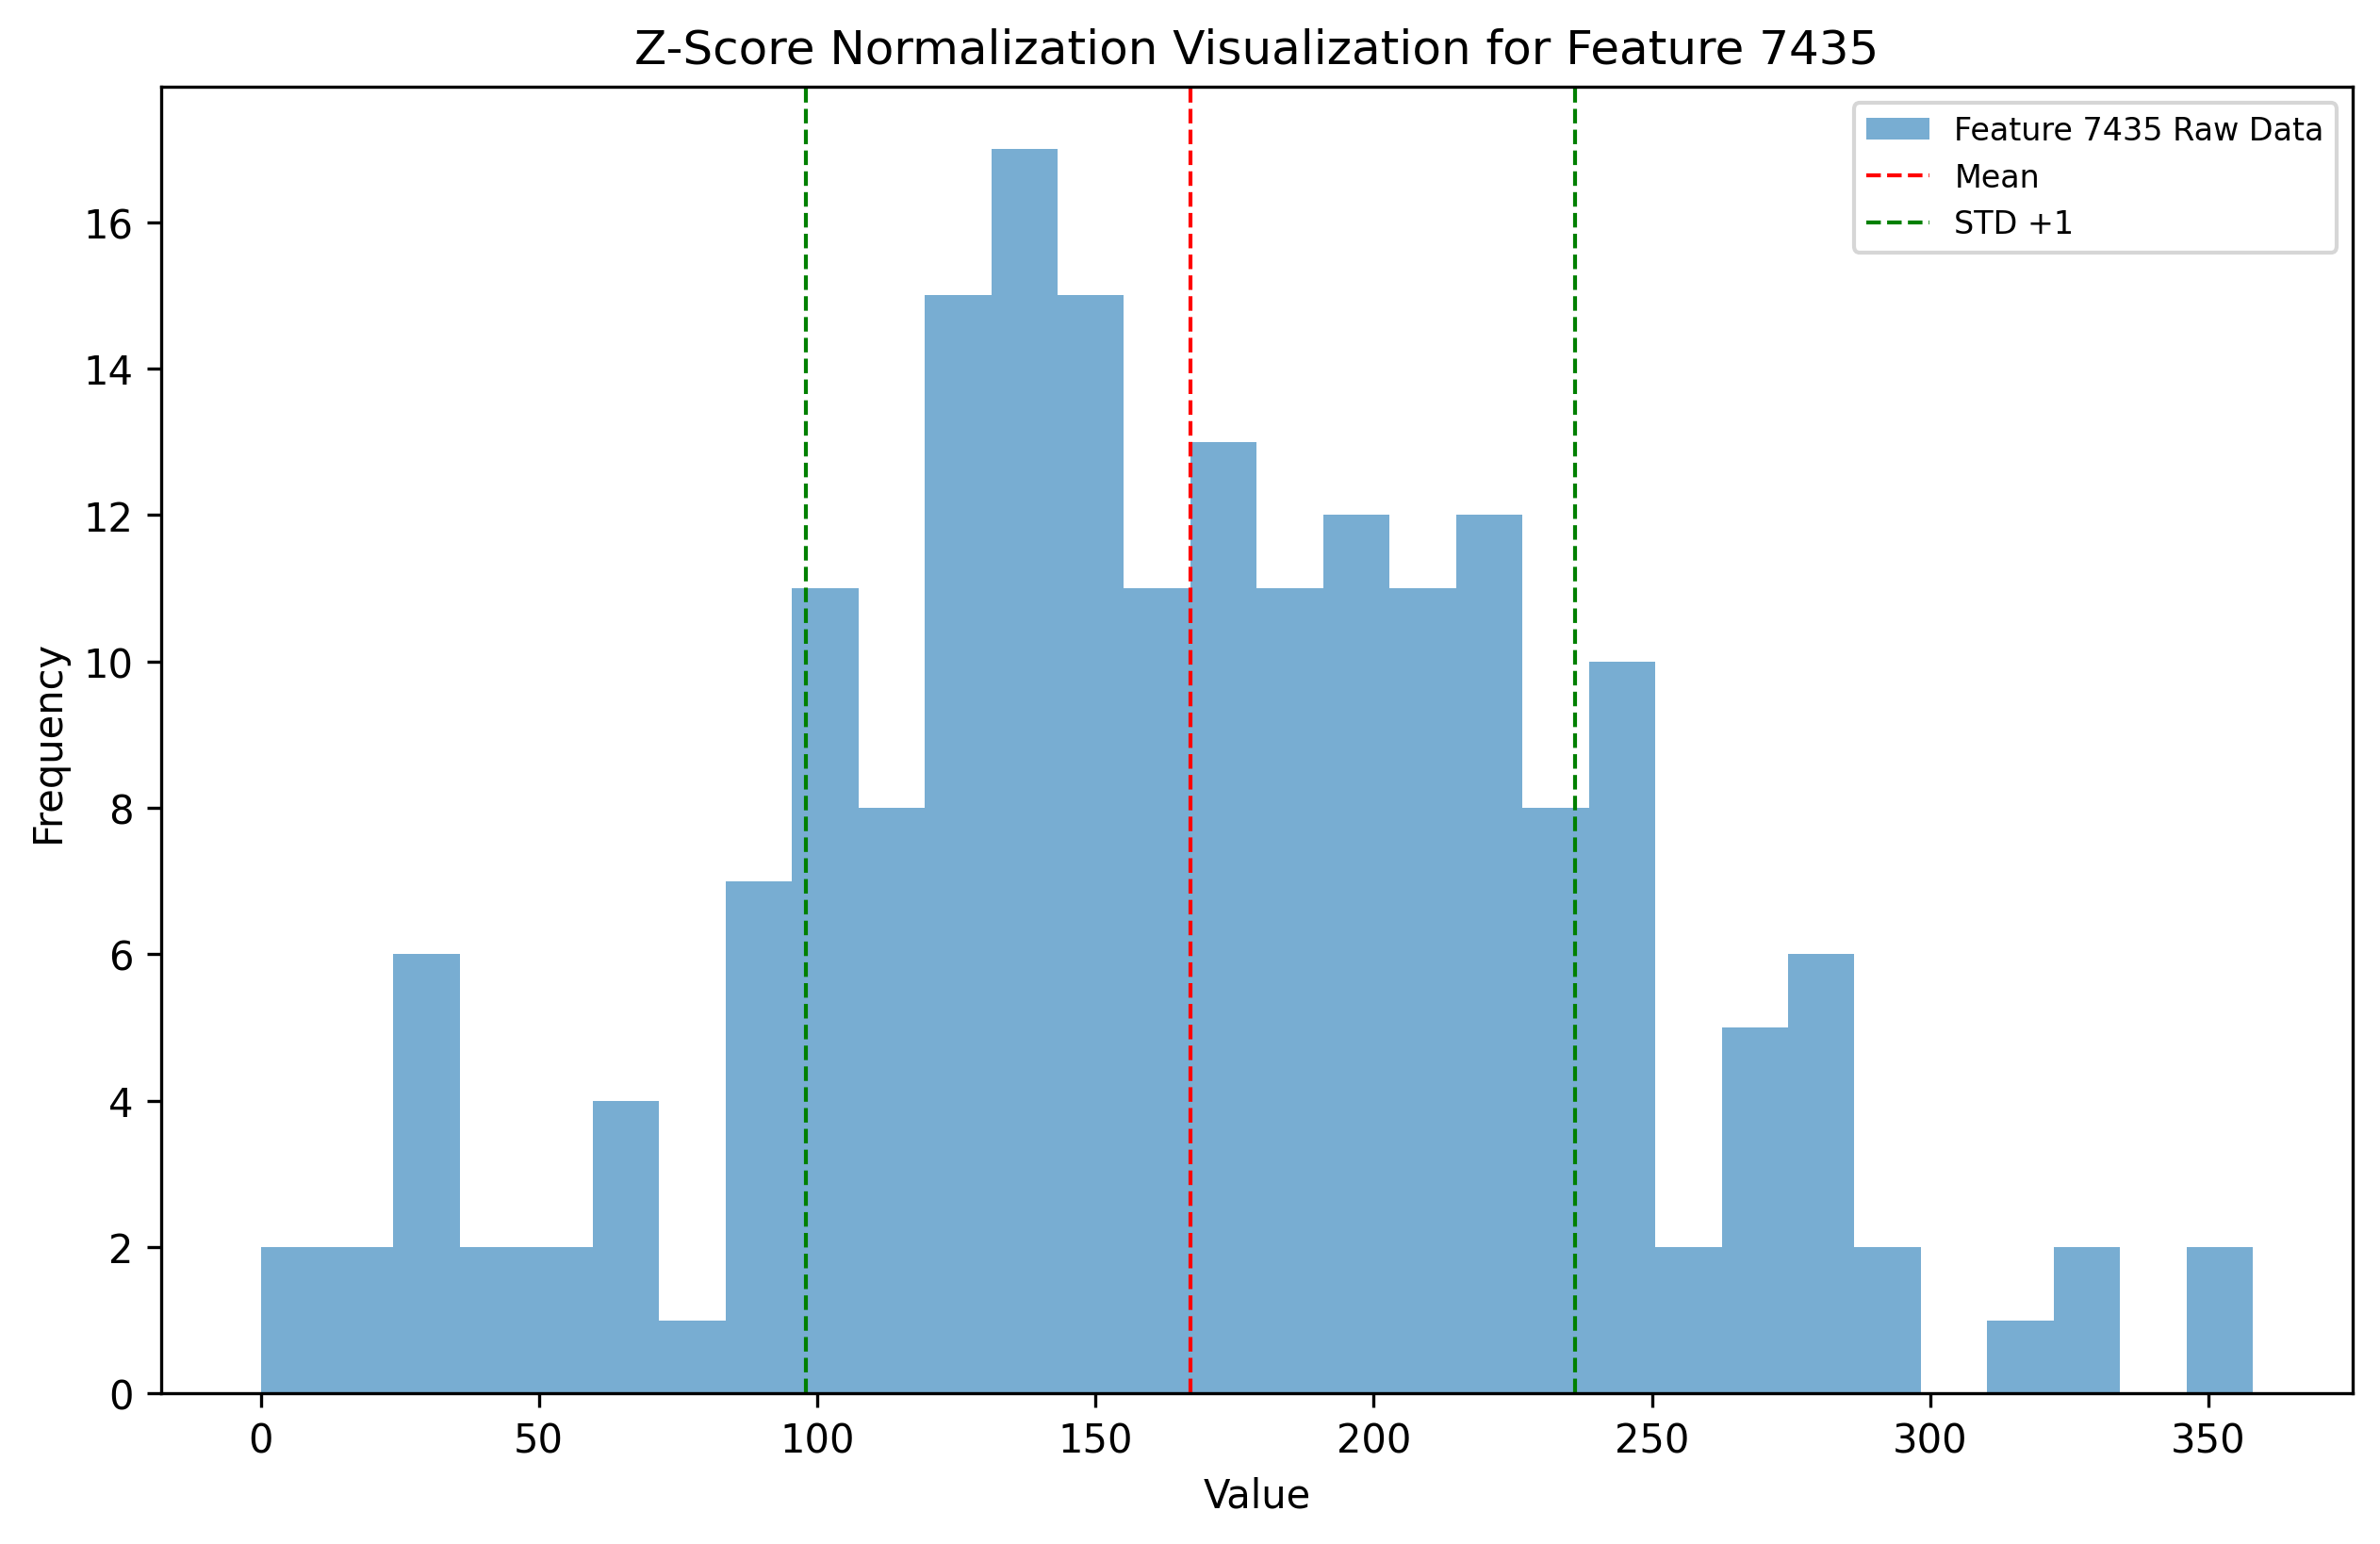 Z-Score Normalization Visualization for Feature 7435
Feature 7435 Raw Data
Mean
STD +1
Frequency
16
14
12
10
8
6
4
2
0
0 50 100 150 200 250 300 350
Value